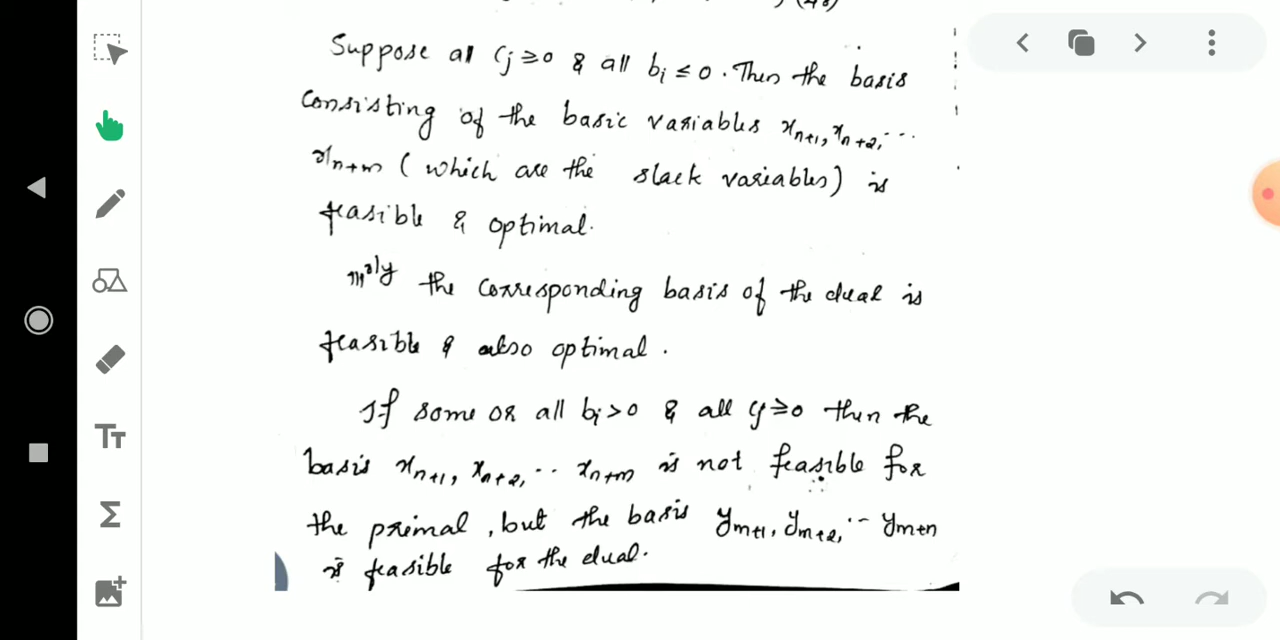 (48)
Suppose all Cj ≥ 0 & all bi ≤ 0. Then the basis
consisting of the basic variables xn+1, xn+2, ...
xn+m (which are the slack variables) is
feasible & optimal.
|||ly the corresponding basis of the dual is
feasible & also optimal.
If some or all bi > 0 & all cj ≥ 0 then the
basis xn+1, xn+2, .. xn+m is not feasible for
the primal, but the basis ym+1, ym+2, .. ym+n
is feasible for the dual.
TT
Σ